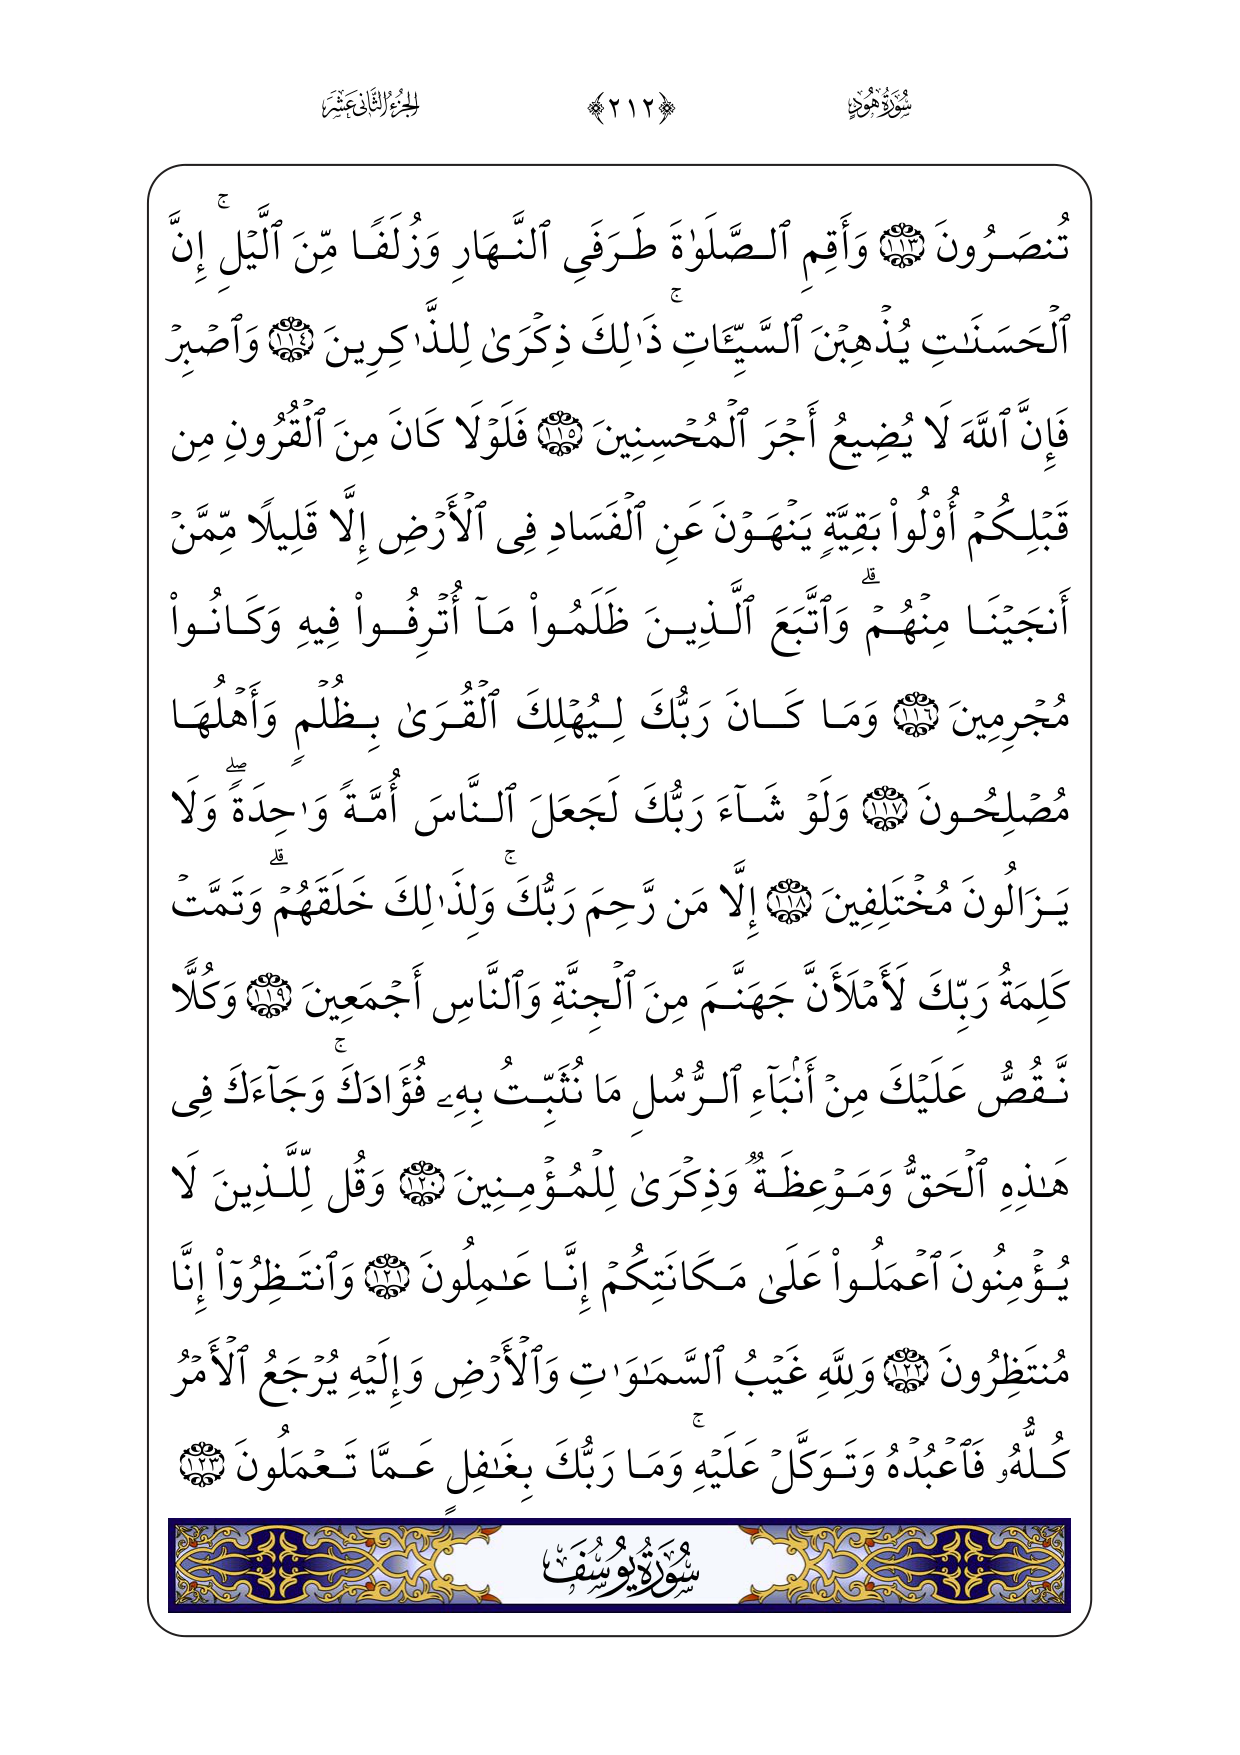 سُورَةُ هُودٍ ﴿٢١٢﴾ الجُزْءُ الثَّانِي عَشَرَ
تُنصَرُونَ ١١٣ وَأَقِمِ ٱلصَّلَوٰةَ طَرَفَىِ ٱلنَّهَارِ وَزُلَفًا مِّنَ ٱلَّيۡلِۚ إِنَّ
ٱلۡحَسَنَٰتِ يُذۡهِبۡنَ ٱلسَّيِّـَٔاتِۚ ذَٰلِكَ ذِكۡرَىٰ لِلذَّٰكِرِينَ ١١٤ وَٱصۡبِرۡ
فَإِنَّ ٱللَّهَ لَا يُضِيعُ أَجۡرَ ٱلۡمُحۡسِنِينَ ١١٥ فَلَوۡلَا كَانَ مِنَ ٱلۡقُرُونِ مِن
قَبۡلِكُمۡ أُوْلُواْ بَقِيَّةٖ يَنۡهَوۡنَ عَنِ ٱلۡفَسَادِ فِى ٱلۡأَرۡضِ إِلَّا قَلِيلٗا مِّمَّنۡ
أَنجَيۡنَا مِنۡهُمۡۗ وَٱتَّبَعَ ٱلَّذِينَ ظَلَمُواْ مَآ أُتۡرِفُواْ فِيهِ وَكَانُواْ
مُجۡرِمِينَ ١١٦ وَمَا كَانَ رَبُّكَ لِيُهۡلِكَ ٱلۡقُرَىٰ بِظُلۡمٖ وَأَهۡلُهَا
مُصۡلِحُونَ ١١٧ وَلَوۡ شَآءَ رَبُّكَ لَجَعَلَ ٱلنَّاسَ أُمَّةٗ وَٰحِدَةٗۖ وَلَا
يَزَالُونَ مُخۡتَلِفِينَ ١١٨ إِلَّا مَن رَّحِمَ رَبُّكَۚ وَلِذَٰلِكَ خَلَقَهُمۡۗ وَتَمَّتۡ
كَلِمَةُ رَبِّكَ لَأَمۡلَأَنَّ جَهَنَّمَ مِنَ ٱلۡجِنَّةِ وَٱلنَّاسِ أَجۡمَعِينَ ١١٩ وَكُلّٗا
نَّقُصُّ عَلَيۡكَ مِنۡ أَنۢبَآءِ ٱلرُّسُلِ مَا نُثَبِّتُ بِهِۦ فُؤَادَكَۚ وَجَآءَكَ فِى
هَٰذِهِ ٱلۡحَقُّ وَمَوۡعِظَةٞ وَذِكۡرَىٰ لِلۡمُؤۡمِنِينَ ١٢٠ وَقُل لِّلَّذِينَ لَا
يُؤۡمِنُونَ ٱعۡمَلُواْ عَلَىٰ مَكَانَتِكُمۡ إِنَّا عَٰمِلُونَ ١٢١ وَٱنتَظِرُوٓاْ إِنَّا
مُنتَظِرُونَ ١٢٢ وَلِلَّهِ غَيۡبُ ٱلسَّمَٰوَٰتِ وَٱلۡأَرۡضِ وَإِلَيۡهِ يُرۡجَعُ ٱلۡأَمۡرُ
كُلُّهُۥ فَٱعۡبُدۡهُ وَتَوَكَّلۡ عَلَيۡهِۚ وَمَا رَبُّكَ بِغَٰفِلٍ عَمَّا تَعۡمَلُونَ ١٢٣
سُورَةُ يُوسُفَ